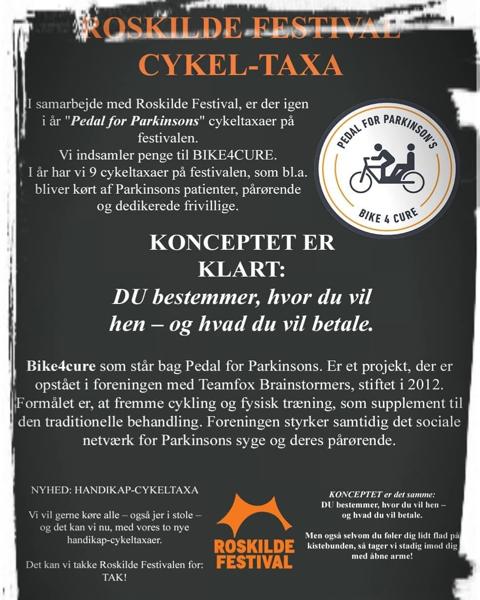 ROSKILDE FESTIVAL
CYKEL-TAXA
I samarbejde med Roskilde Festival, er der igen
i år "Pedal for Parkinsons" cykeltaxaer på
festivalen.
Vi indsamler penge til BIKE4CURE.
I år har vi 9 cykeltaxaer på festivalen, som bl.a.
bliver kørt af Parkinsons patienter, pårørende
og dedikerede frivillige.
PEDAL FOR PARKINSON'S
BIKE 4 CURE
KONCEPTET ER
KLART:
DU bestemmer, hvor du vil
hen – og hvad du vil betale.
Bike4cure som står bag Pedal for Parkinsons. Er et projekt, der er
opstået i foreningen med Teamfox Brainstormers, stiftet i 2012.
Formålet er, at fremme cykling og fysisk træning, som supplement til
den traditionelle behandling. Foreningen styrker samtidig det sociale
netværk for Parkinsons syge og deres pårørende.
NYHED: HANDIKAP-CYKELTAXA
Vi vil gerne køre alle – også jer i stole –
og det kan vi nu, med vores to nye
handikap-cykeltaxaer.
Det kan vi takke Roskilde Festivalen for:
TAK!
ROSKILDE
FESTIVAL
KONCEPTET er det samme:
DU bestemmer, hvor du vil hen –
og hvad du vil betale.
Men også selvom du føler dig lidt flad på
kistebunden, så tager vi stadig imod dig
med åbne arme!